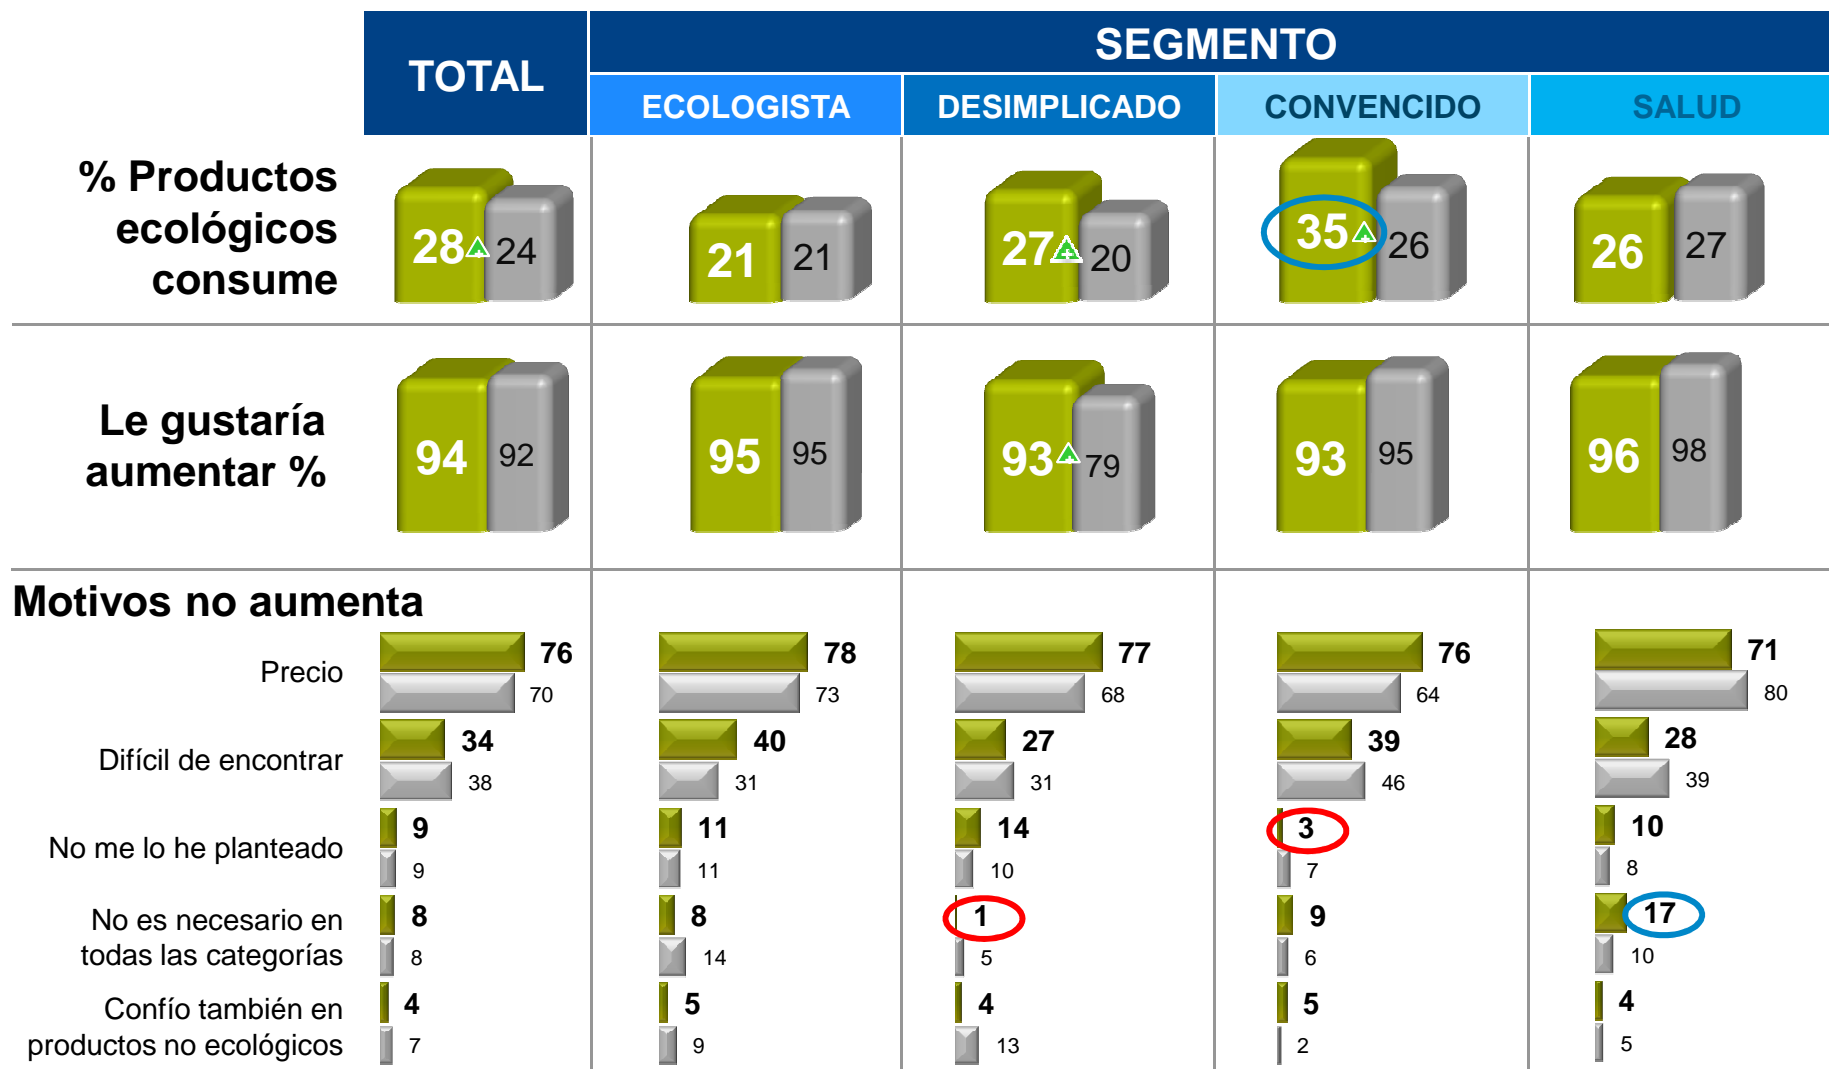 TOTAL
SEGMENTO
ECOLOGISTA
DESIMPLICADO
CONVENCIDO
SALUD
% Productos
ecológicos
consume
28 24
21 21
27 20
35 26
26 27
Le gustaría
aumentar %
94 92
95 95
93 79
93 95
96 98
Motivos no aumenta
Precio
76 78 77 76 71
70 73 68 64 80
Difícil de encontrar
34 40 27 39 28
38 31 31 46 39
No me lo he planteado
9 11 14 3 10
9 11 10 7 8
No es necesario en
todas las categorías
8 8 1 9 17
8 14 5 6 10
Confío también en
productos no ecológicos
4 5 4 5 4
7 9 13 2 5